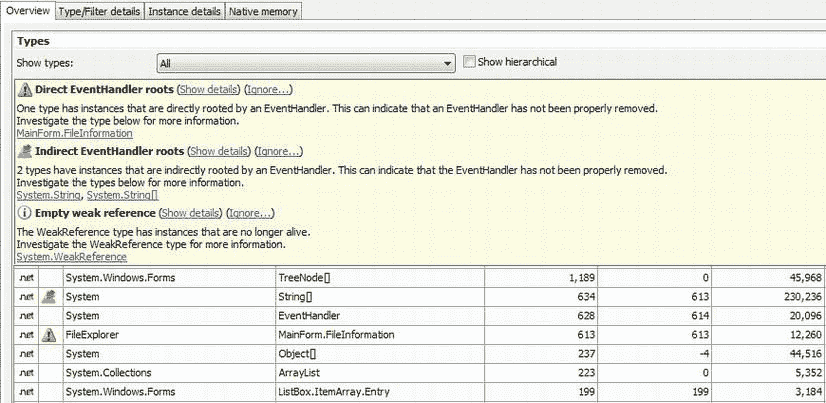 Overview Type/Filter details Instance details Native memory
Types
Show types: All Show hierarchical
Direct EventHandler roots (Show details) (Ignore...)
One type has instances that are directly rooted by an EventHandler. This can indicate that an EventHandler has not been properly removed.
Investigate the type below for more information.
MainForm.FileInformation
Indirect EventHandler roots (Show details) (Ignore...)
2 types have instances that are indirectly rooted by an EventHandler. This can indicate that the EventHandler has not been properly removed.
Investigate the types below for more information.
System.String, System.String[]
Empty weak reference (Show details) (Ignore...)
The WeakReference type has instances that are no longer alive.
Investigate the WeakReference type for more information.
System.WeakReference
.net System.Windows.Forms TreeNode[] 1,189 0 45,968
.net System String[] 634 613 230,236
.net System EventHandler 628 614 20,096
.net FileExplorer MainForm.FileInformation 613 613 12,260
.net System Object[] 237 -4 44,516
.net System.Collections ArrayList 223 0 5,352
.net System.Windows.Forms ListBox.ItemArray.Entry 199 199 3,184